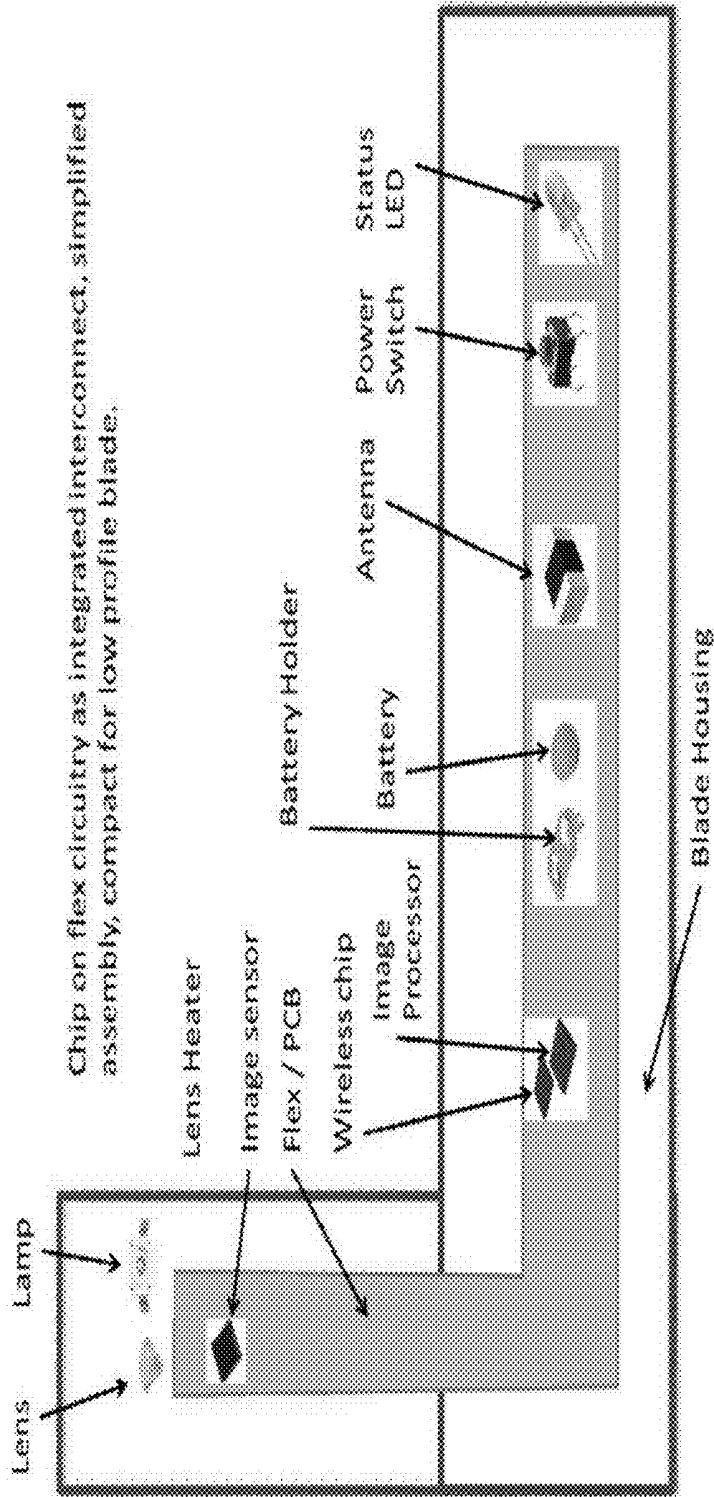 Chip on flex circuitry as integrated interconnect, simplified
assembly, compact for low profile blade.
Lens
Lamp
Lens Heater
Image sensor
Flex / PCB
Wireless chip
Image
Processor
Battery Holder
Battery
Antenna
Power
Switch
Status
LED
Blade Housing